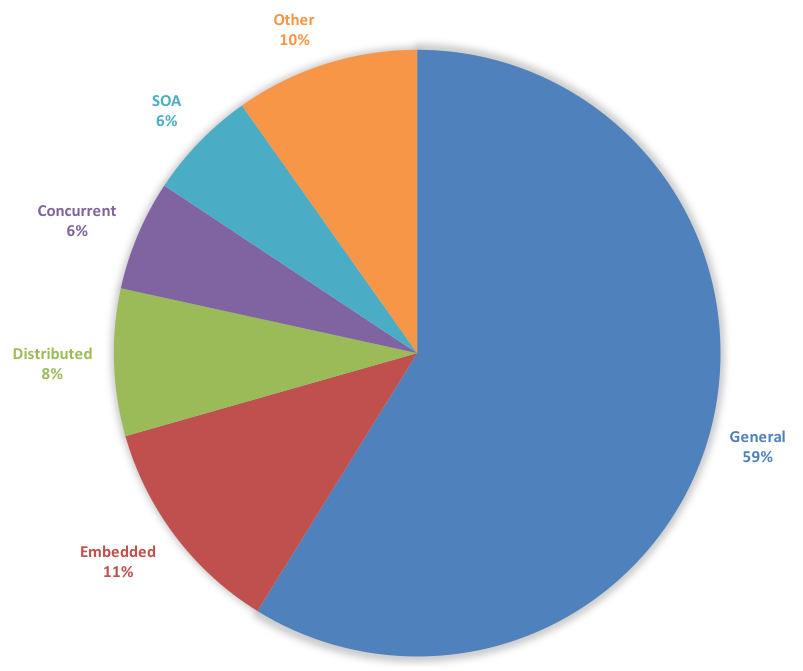 Other
10%
SOA
6%
Concurrent
6%
Distributed
8%
General
59%
Embedded
11%